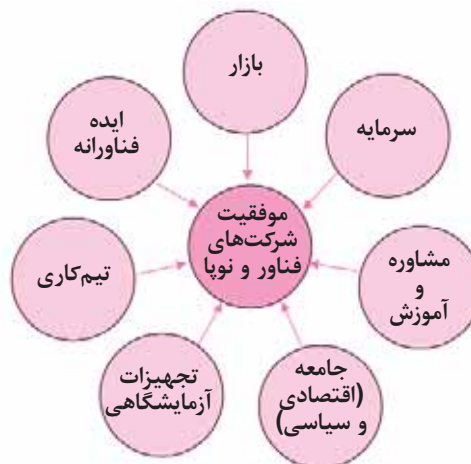 بازار
سرمایه
مشاوره
و
آموزش
جامعه
(اقتصادی
و سیاسی)
تجهیزات
آزمایشگاهی
تیم‌کاری
ایده
فناورانه
موفقیت
شرکت‌های
فناور و نوپا